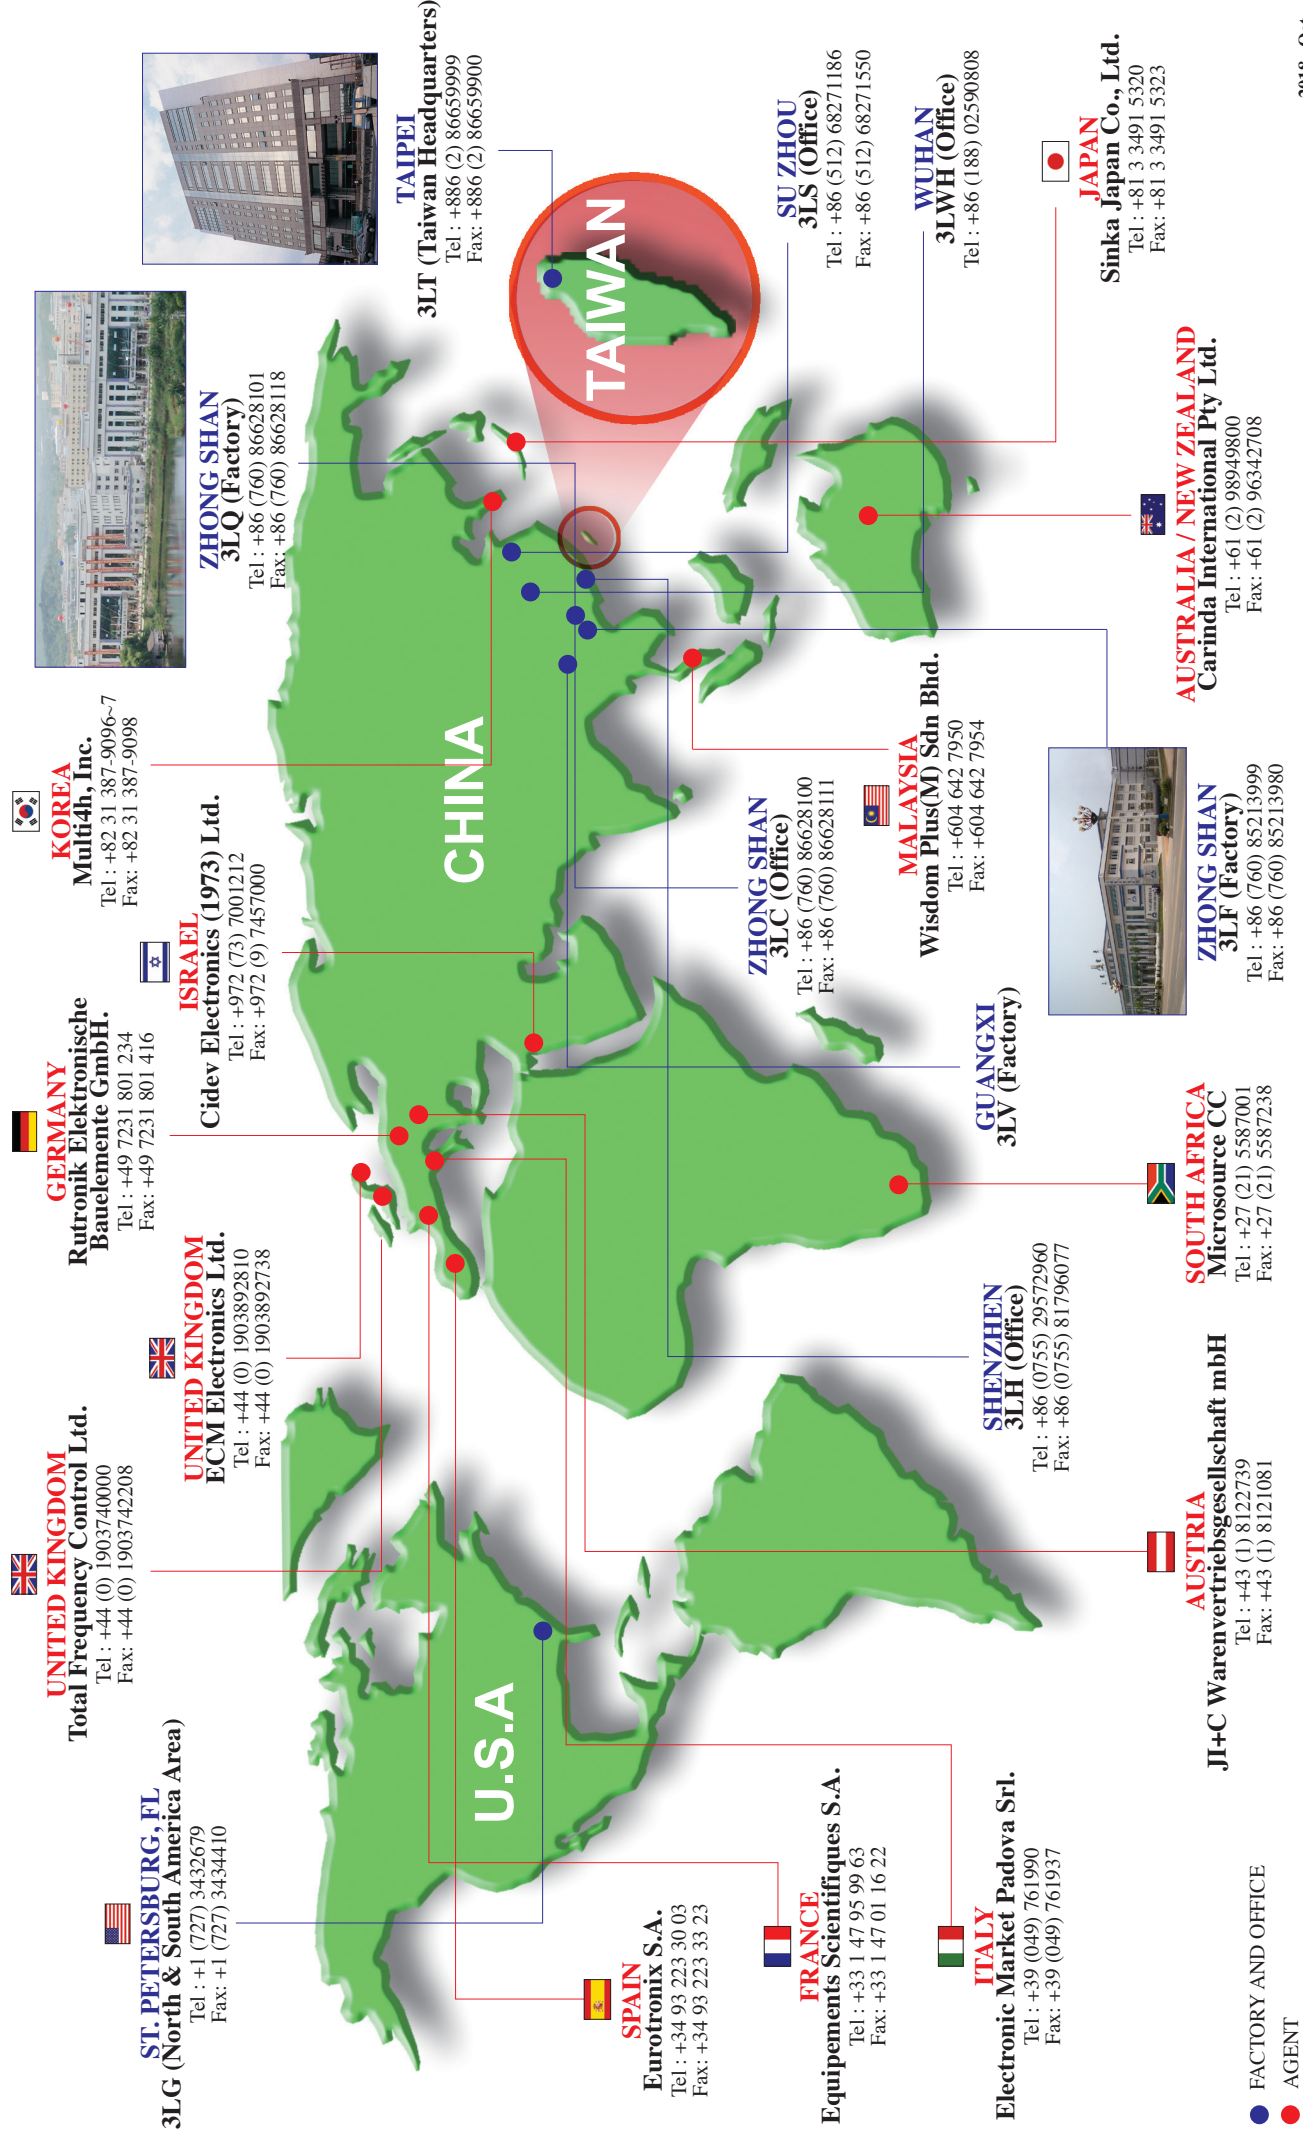 UNITED KINGDOM
Total Frequency Control Ltd.
Tel : +44 (0) 1903740000
Fax: +44 (0) 1903742208
GERMANY
Rutronik Elektronische
Bauelemente GmbH.
Tel : +49 7231 801 234
Fax: +49 7231 801 416
KOREA
Multi4h, Inc.
Tel : +82 31 387-9096~7
Fax: +82 31 387-9098
ST. PETERSBURG, FL
3LG (North & South America Area)
Tel : +1 (727) 3432679
Fax: +1 (727) 3434410
UNITED KINGDOM
ECM Electronics Ltd.
Tel : +44 (0) 1903892810
Fax: +44 (0) 1903892738
ISRAEL
Cidev Electronics (1973) Ltd.
Tel : +972 (73) 7001212
Fax: +972 (9) 7457000
ZHONG SHAN
3LQ (Factory)
Tel : +86 (760) 86628101
Fax: +86 (760) 86628118
TAIPEI
3LT (Taiwan Headquarters)
Tel : +886 (2) 86659999
Fax: +886 (2) 86659900
U.S.A
CHINA
TAIWAN
SPAIN
Eurotronix S.A.
Tel : +34 93 223 30 03
Fax: +34 93 223 33 23
FRANCE
Equipements Scientifiques S.A.
Tel : +33 1 47 95 99 63
Fax: +33 1 47 01 16 22
ITALY
Electronic Market Padova Srl.
Tel : +39 (049) 761990
Fax: +39 (049) 761937
SHENZHEN
3LH (Office)
Tel : +86 (0755) 29572960
Fax: +86 (0755) 81796077
GUANGXI
3LV (Factory)
ZHONG SHAN
3LC (Office)
Tel : +86 (760) 86628100
Fax: +86 (760) 86628111
MALAYSIA
Wisdom Plus(M) Sdn Bhd.
Tel : +604 642 7950
Fax: +604 642 7954
SU ZHOU
3LS (Office)
Tel : +86 (512) 68271186
Fax: +86 (512) 68271550
WUHAN
3LWH (Office)
Tel : +86 (188) 02590808
JAPAN
Sinka Japan Co., Ltd.
Tel : +81 3 3491 5320
Fax: +81 3 3491 5323
AUSTRIA
JI+C Warenvertriebsgesellschaft mbH
Tel : +43 (1) 8122739
Fax: +43 (1) 8121081
SOUTH AFRICA
Microsource CC
Tel : +27 (21) 5587001
Fax: +27 (21) 5587238
ZHONG SHAN
3LF (Factory)
Tel : +86 (760) 85213999
Fax: +86 (760) 85213980
AUSTRALIA / NEW ZEALAND
Carinda International Pty Ltd.
Tel : +61 (2) 98949800
Fax: +61 (2) 96342708
FACTORY AND OFFICE
AGENT